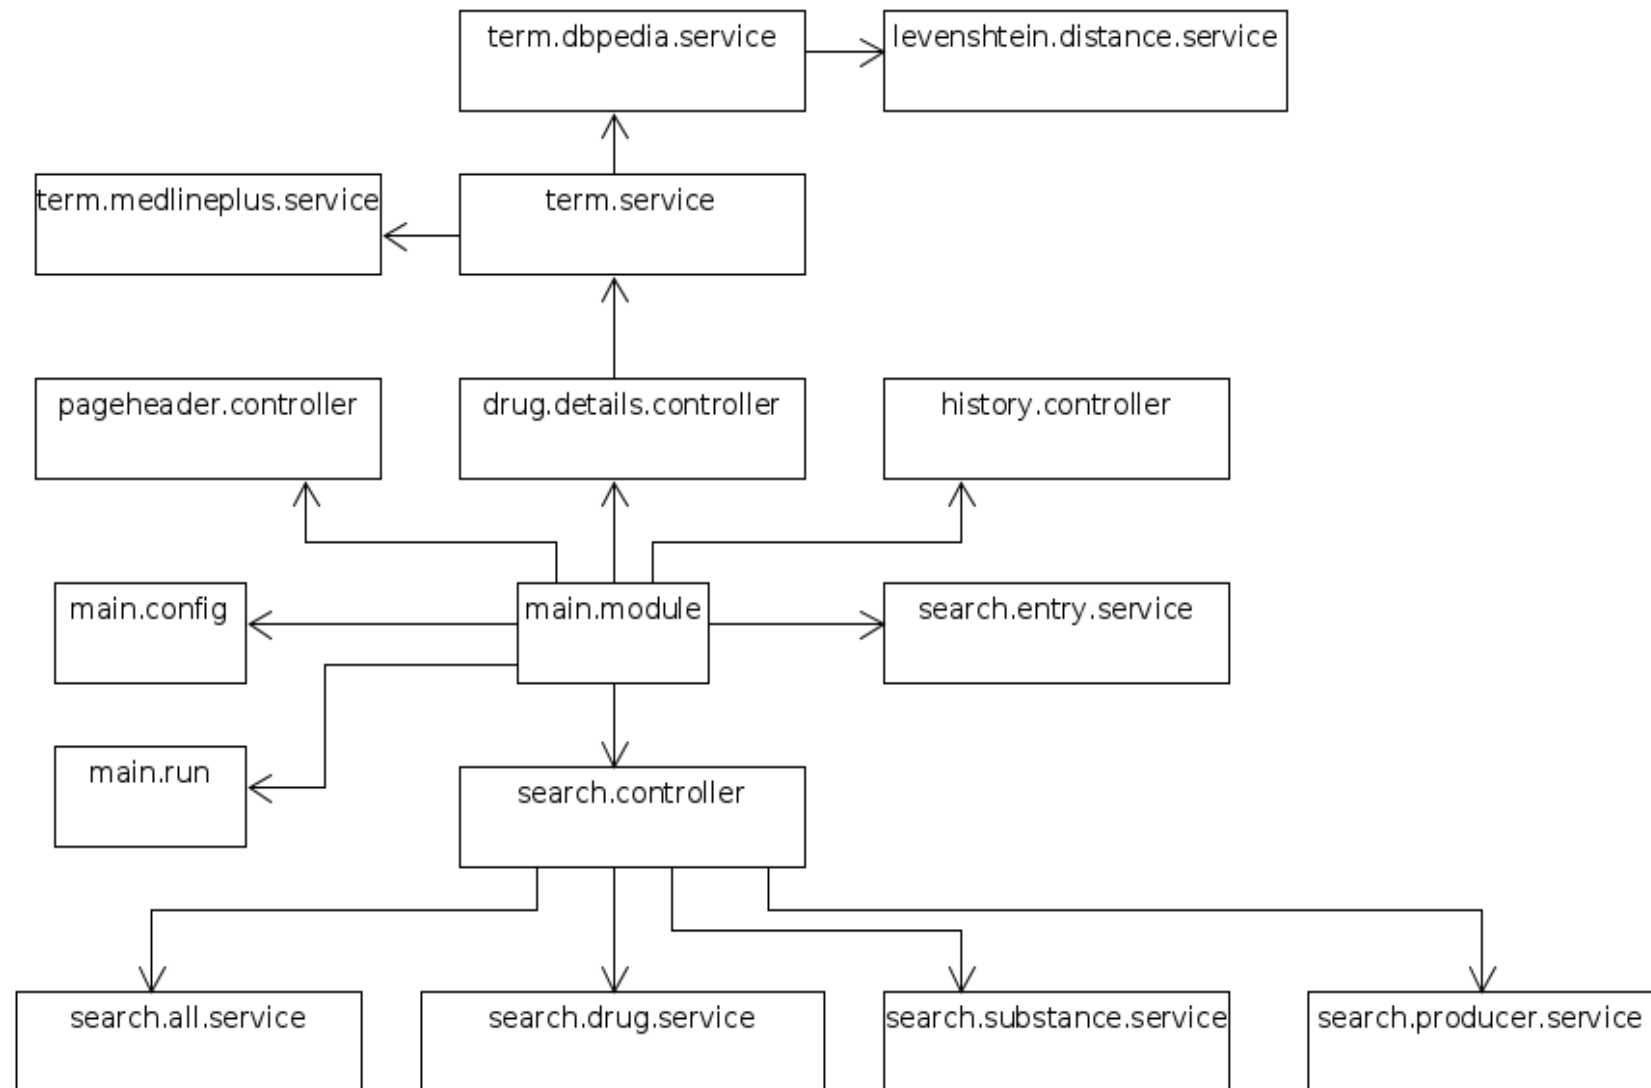 term.dbpedia.service
levenshtein.distance.service
term.medlineplus.service
term.service
pageheader.controller
drug.details.controller
history.controller
main.config
main.module
search.entry.service
main.run
search.controller
search.all.service
search.drug.service
search.substance.service
search.producer.service